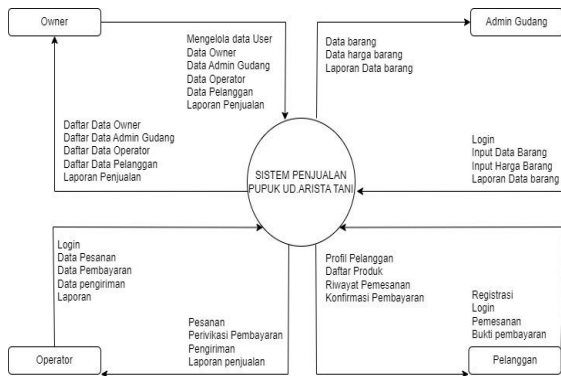 Owner
Admin Gudang
Mengelola data User
Data Owner
Data Admin Gudang
Data Operator
Data Pelanggan
Laporan Penjualan
Data barang
Data harga barang
Laporan Data barang
Daftar Data Owner
Daftar Data Admin Gudang
Daftar Data Operator
Daftar Data Pelanggan
Laporan Penjualan
SISTEM PENJUALAN
PUPUK UD.ARISTA TANI
Login
Input Data Barang
Input Harga Barang
Laporan Data barang
Login
Data Pesanan
Data Pembayaran
Data pengiriman
Laporan
Profil Pelanggan
Daftar Produk
Riwayat Pemesanan
Konfirmasi Pembayaran
Pesanan
Perivikasi Pembayaran
Pengiriman
Laporan penjualan
Registrasi
Login
Pemesanan
Bukti pembayaran
Operator
Pelanggan